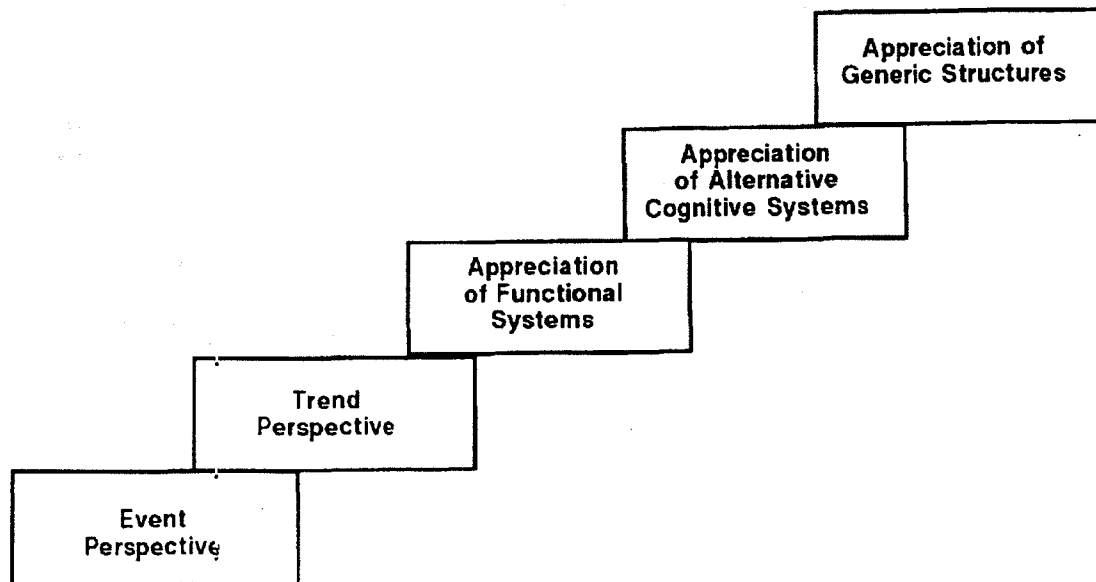 Appreciation of
Generic Structures
Appreciation
of Alternative
Cognitive Systems
Appreciation
of Functional
Systems
Trend
Perspective
Event
Perspective